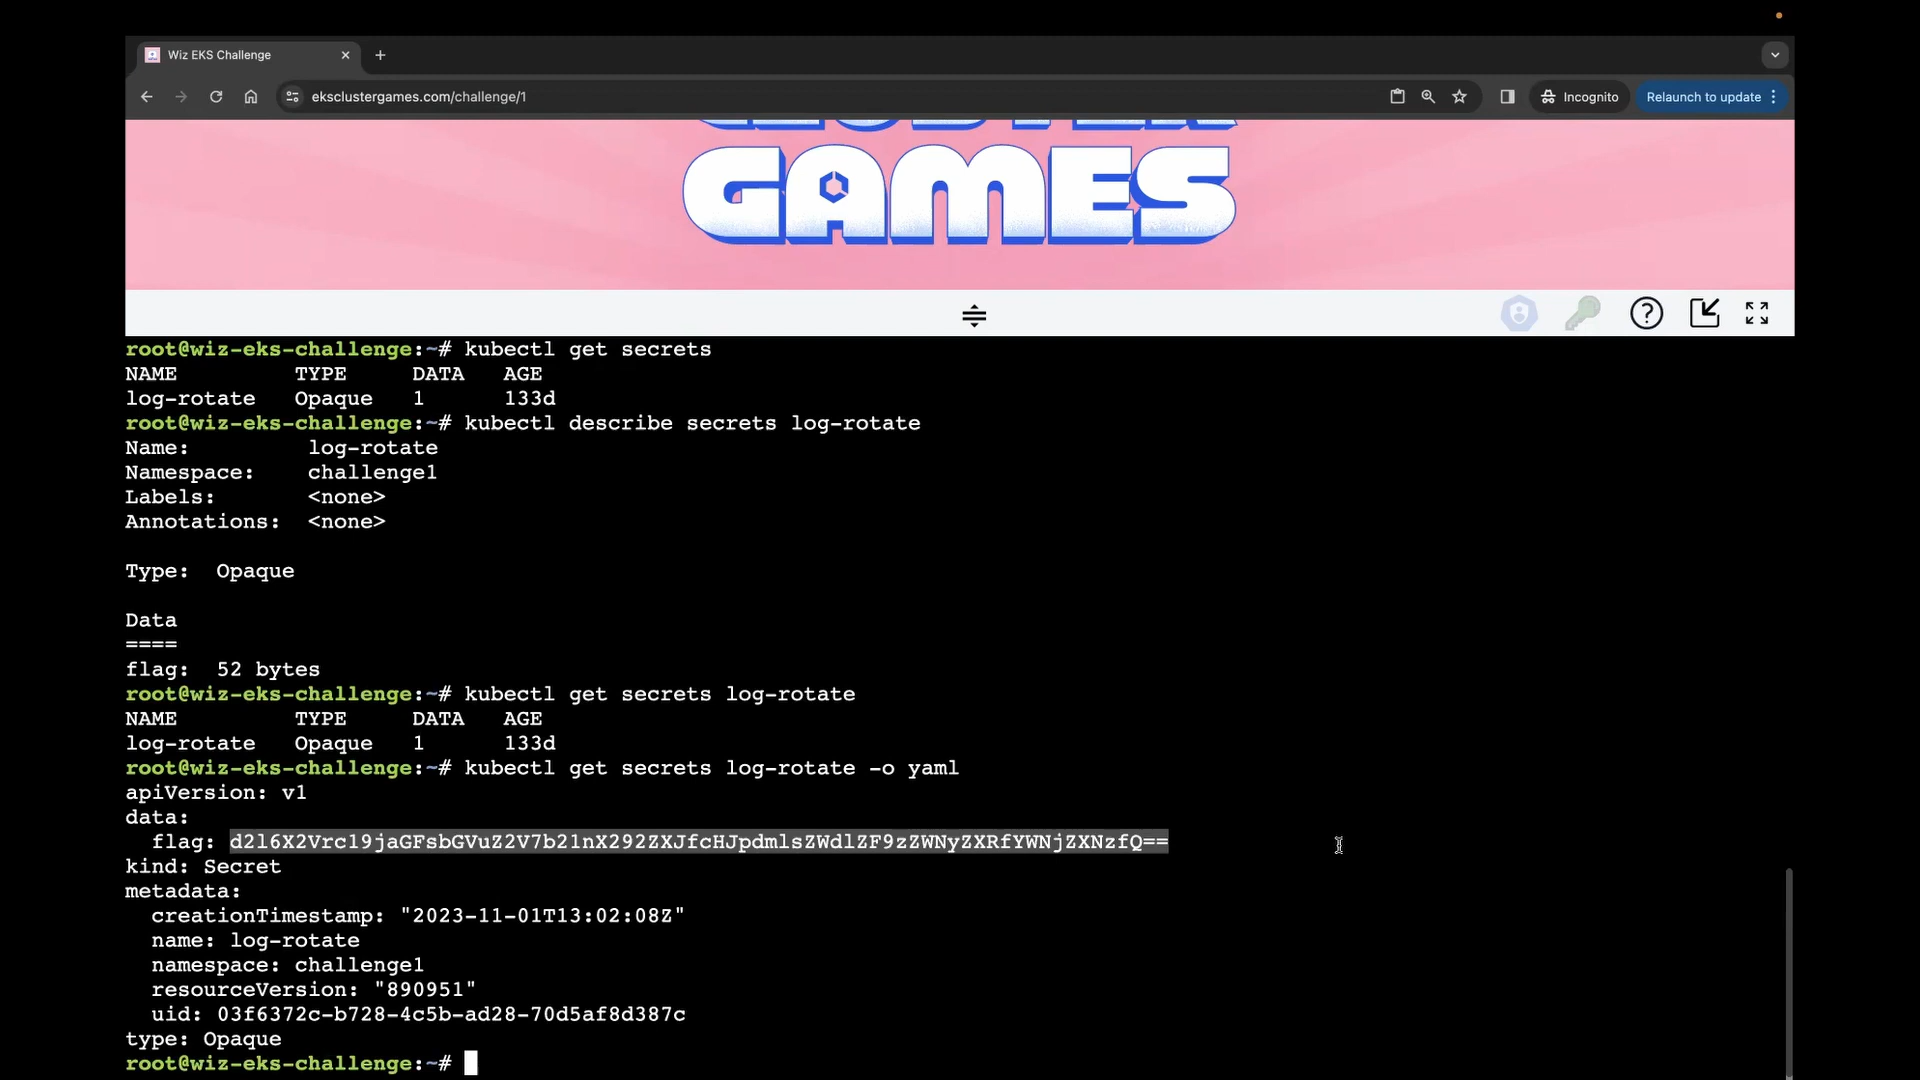 Wiz EKS Challenge
eksclustergames.com/challenge/1
Incognito
Relaunch to update
GAMES
root@wiz-eks-challenge:~# kubectl get secrets
NAME TYPE DATA AGE
log-rotate Opaque 1 133d
root@wiz-eks-challenge:~# kubectl describe secrets log-rotate
Name: log-rotate
Namespace: challenge1
Labels: <none>
Annotations: <none>
Type: Opaque
Data
====
flag: 52 bytes
root@wiz-eks-challenge:~# kubectl get secrets log-rotate
NAME TYPE DATA AGE
log-rotate Opaque 1 133d
root@wiz-eks-challenge:~# kubectl get secrets log-rotate -o yaml
apiVersion: v1
data:
flag: d2l6X2Vrc19jaGFsbGVuZ2V7b21nX292ZXJfcHJpdmlsZWdlZF9zZWNyZXRfYWNjZXNzfQ==
kind: Secret
metadata:
creationTimestamp: "2023-11-01T13:02:08Z"
name: log-rotate
namespace: challenge1
resourceVersion: "890951"
uid: 03f6372c-b728-4c5b-ad28-70d5af8d387c
type: Opaque
root@wiz-eks-challenge:~#